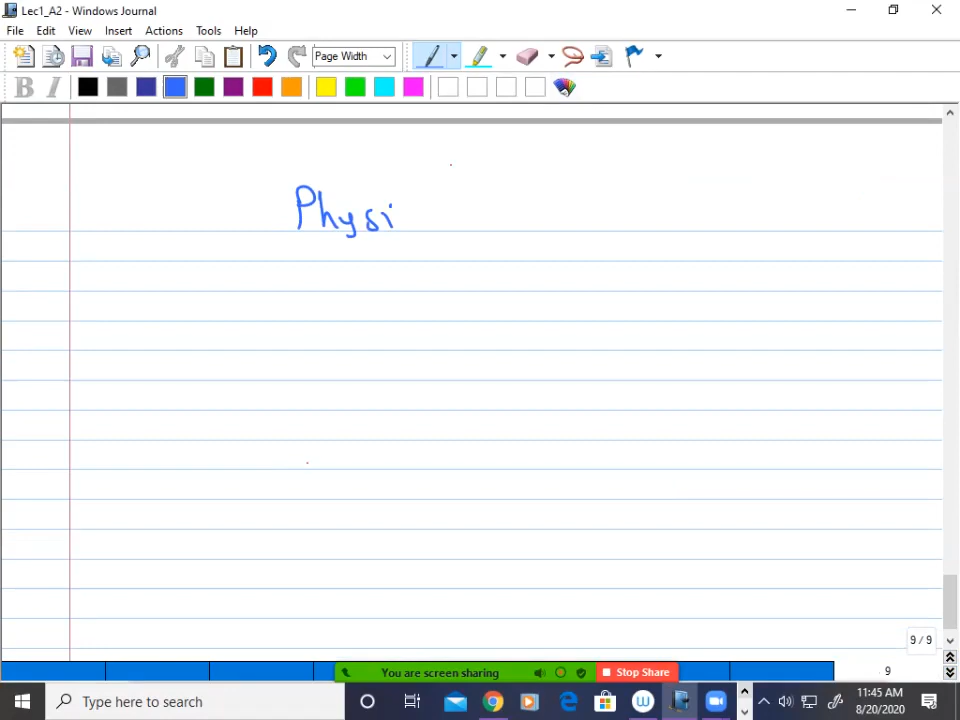 Lec1_A2 - Windows Journal
File Edit View Insert Actions Tools Help
Page Width
B I
Physi
9 / 9
9
You are screen sharing Stop Share
Type here to search
11:45 AM
8/20/2020